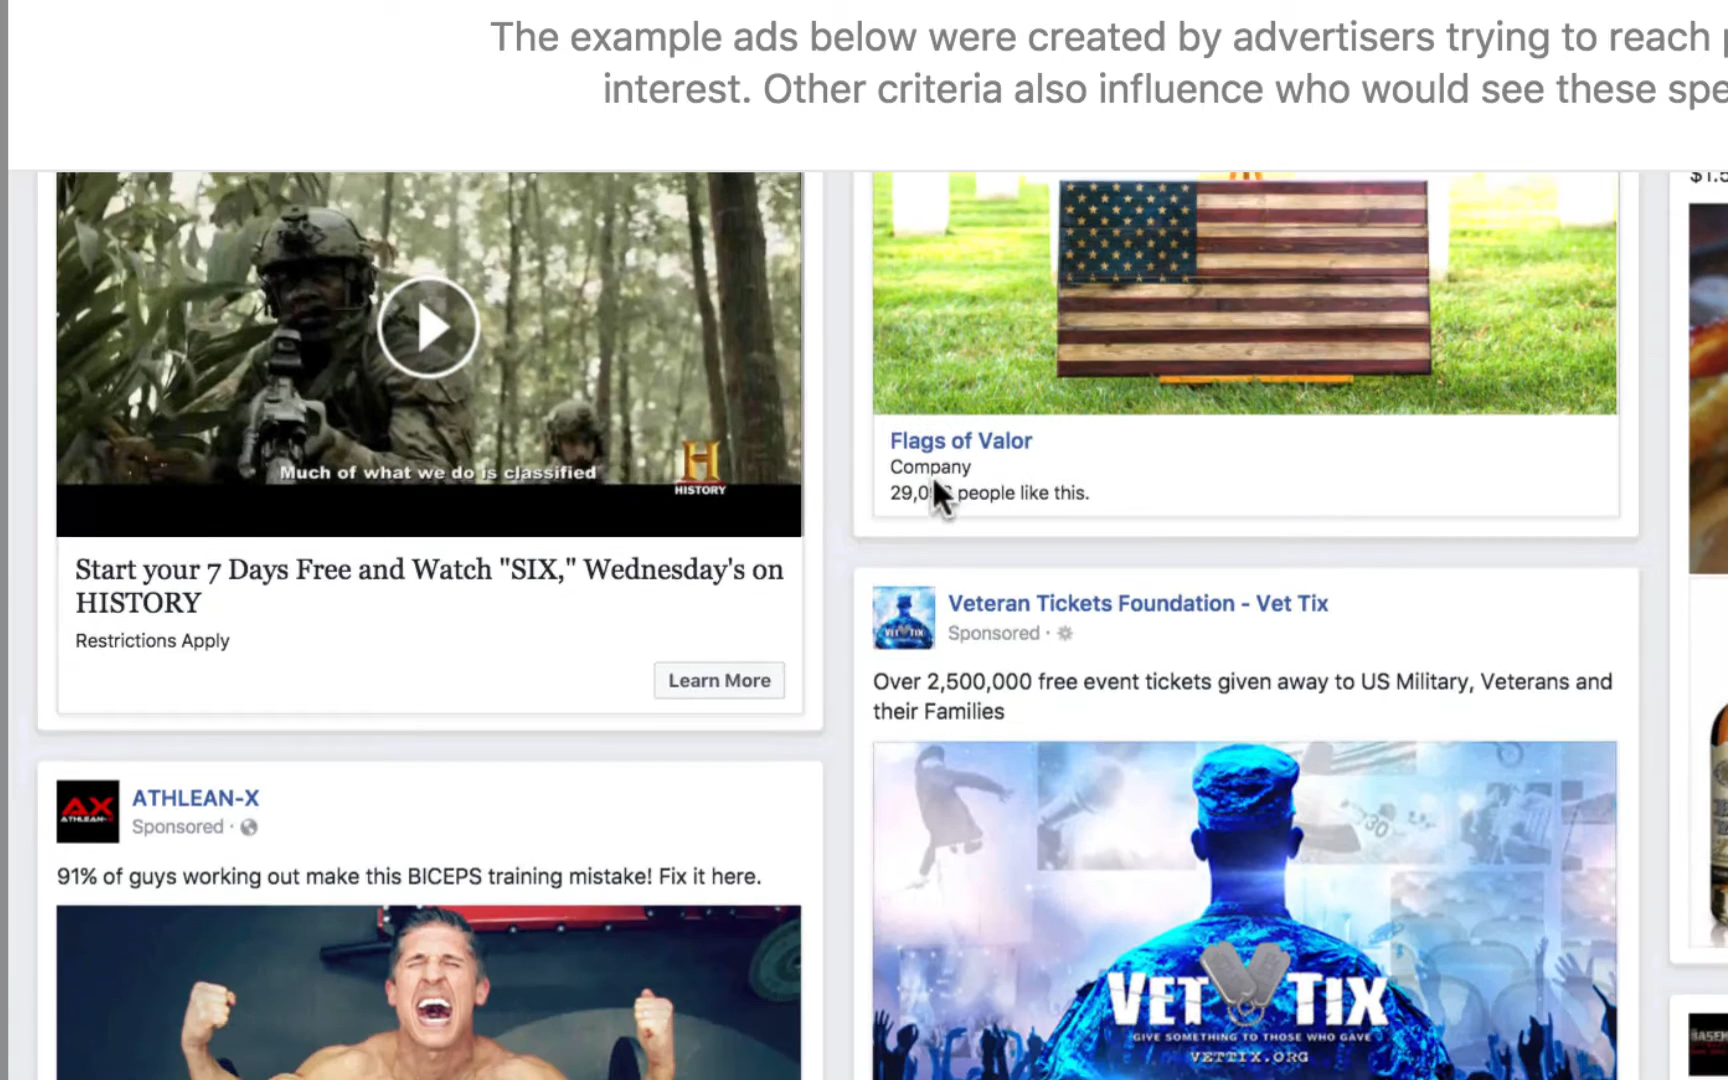 The example ads below were created by advertisers trying to reach
interest. Other criteria also influence who would see these
Much of what we do is classified
HISTORY
Start your 7 Days Free and Watch "SIX," Wednesday's on
HISTORY
Restrictions Apply
Learn More
AX
ATHLEAN-X
ATHLEAN-X
Sponsored ·
91% of guys working out make this BICEPS training mistake! Fix it here.
Flags of Valor
Company
people like this.
VET TIX
Veteran Tickets Foundation - Vet Tix
Sponsored ·
Over 2,500,000 free event tickets given away to US Military, Veterans and
their Families
30
VET TIX
GIVE SOMETHING TO THOSE WHO GAVE
VETTIX.ORG